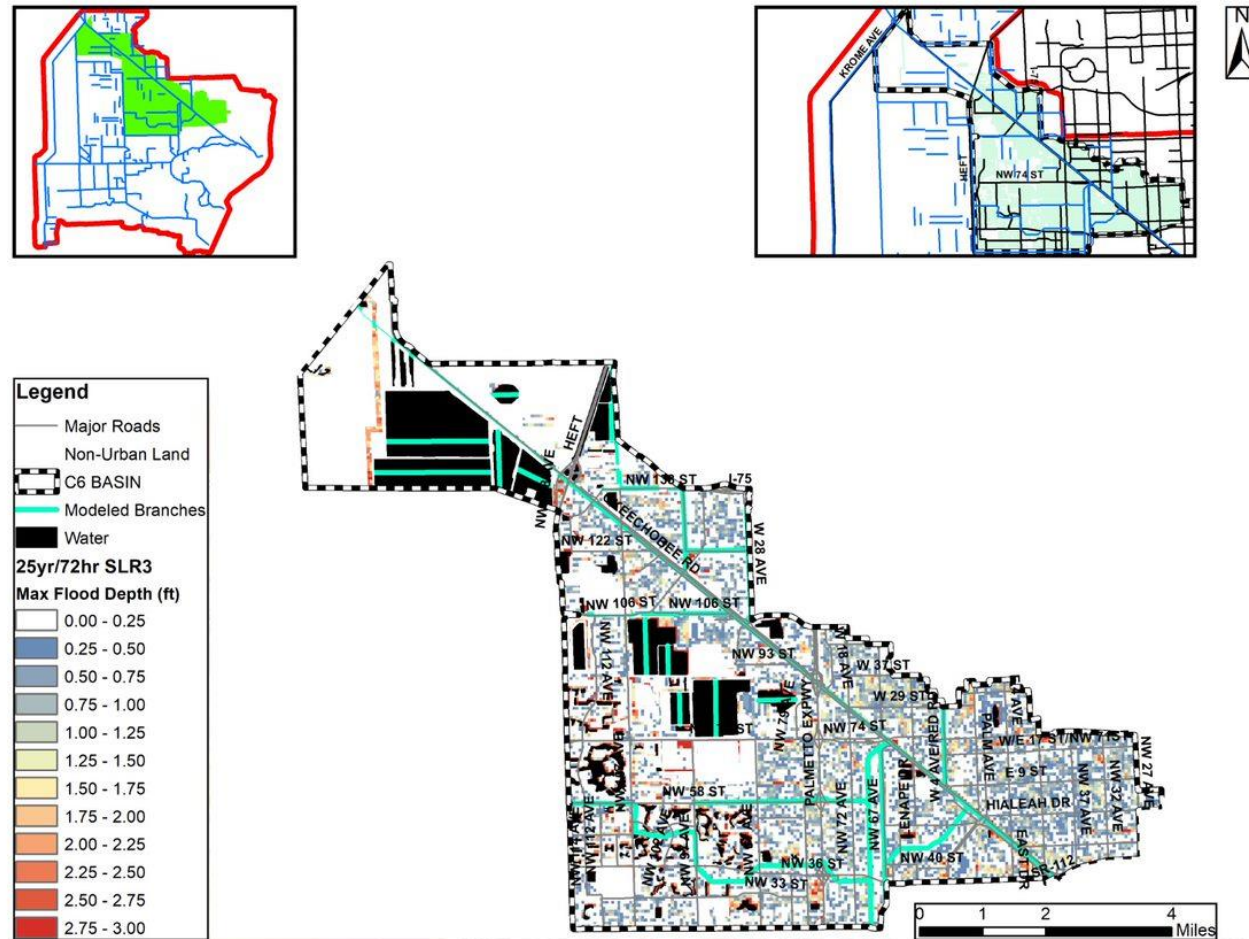 N
KROME AVE
I-75
HEFT
NW 74 ST
Legend
Major Roads
Non-Urban Land
C6 BASIN
Modeled Branches
Water
25yr/72hr SLR3
Max Flood Depth (ft)
0.00 - 0.25
0.25 - 0.50
0.50 - 0.75
0.75 - 1.00
1.00 - 1.25
1.25 - 1.50
1.50 - 1.75
1.75 - 2.00
2.00 - 2.25
2.25 - 2.50
2.50 - 2.75
2.75 - 3.00
HEFT
NW 138 ST
I-75
OKEECHOBEE RD
NW 122 ST
W 28 AVE
NW 106 ST
NW 106 ST
NW 112 AVE
NW 93 ST
W 18 AVE
W 37 ST
W 29 ST
PALMETTO EXPWY
NW 74 ST
W 4 AVE/RED RD
PALM AVE
W/E 17 ST/NW 71 ST
NW 27 AVE
E 9 ST
NW 37 AVE
NW 32 AVE
HIALEAH DR
LENAPE DR
NW 58 ST
NW 72 AVE
NW 67 AVE
NW 112 AVE
NW 36 ST
NW 33 ST
NW 40 ST
EAST DR
SR-112
0 1 2 4
Miles